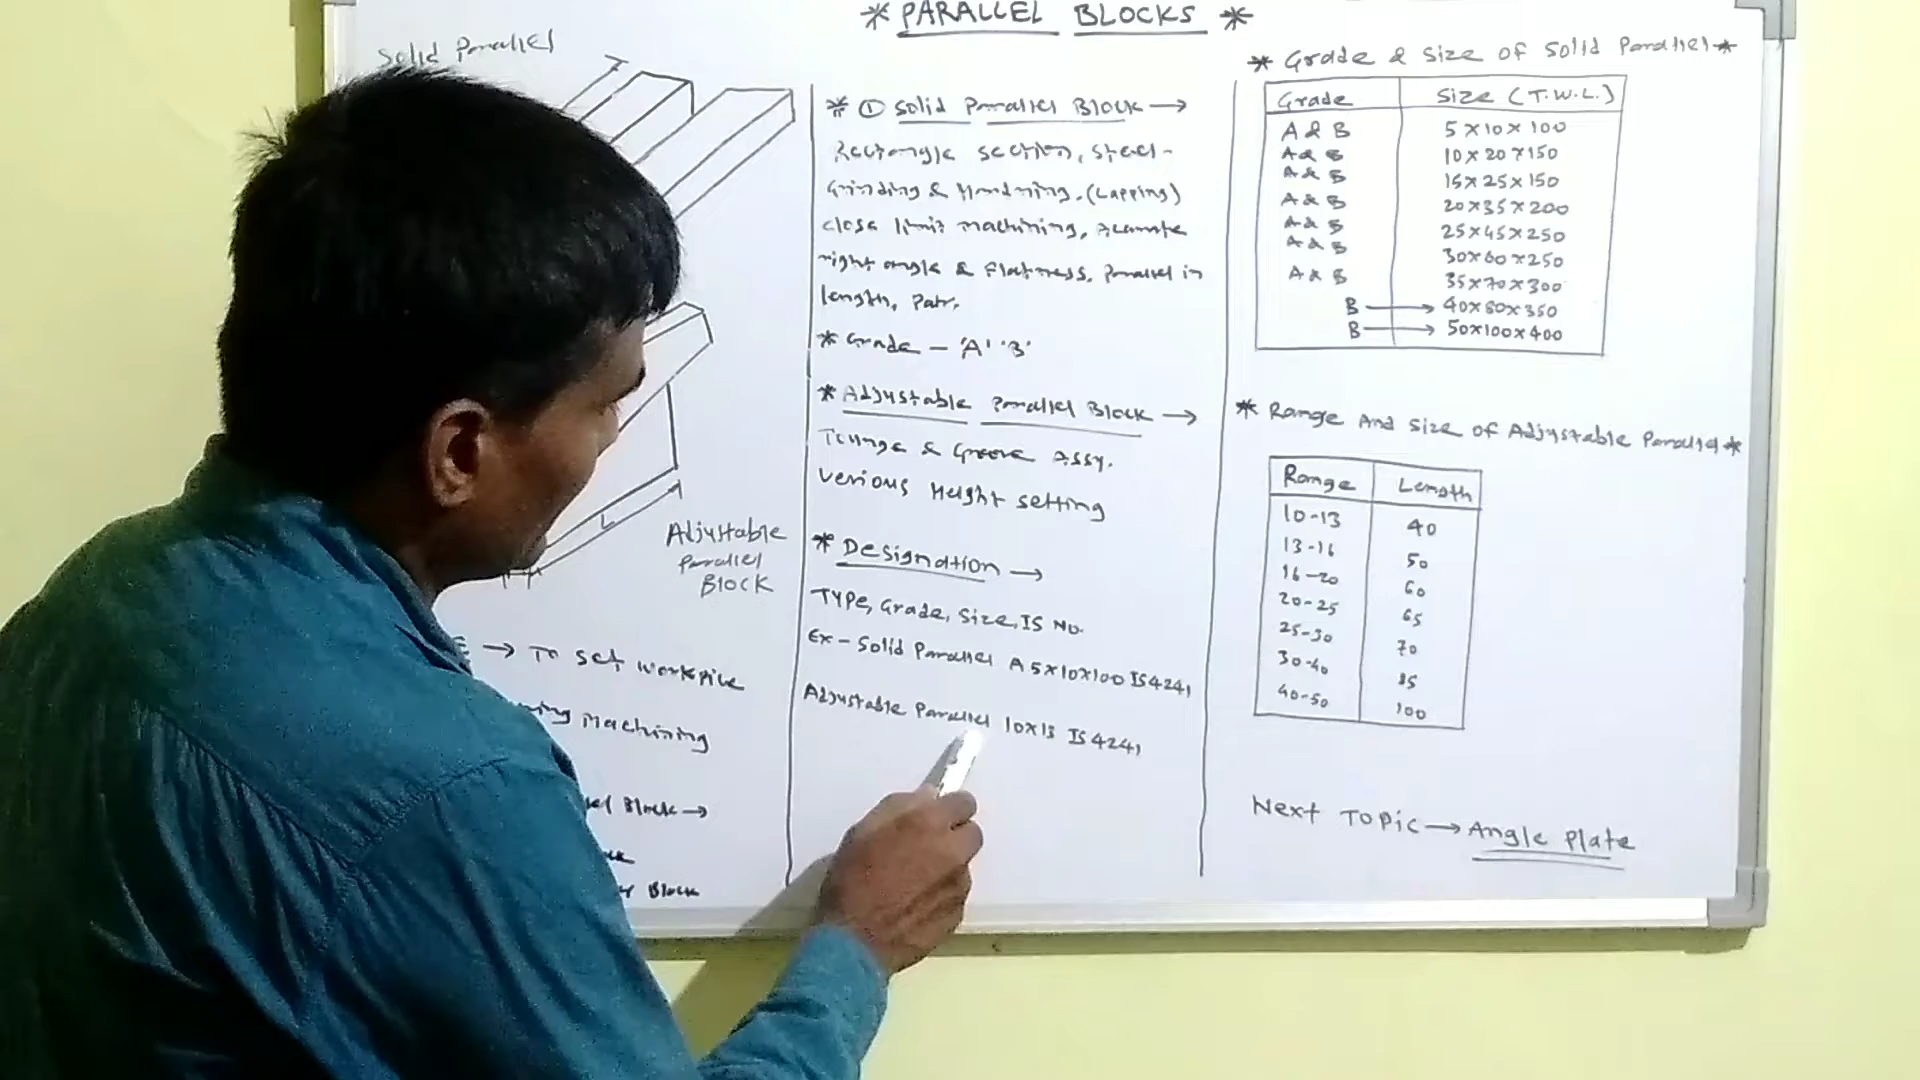 * PARALLEL BLOCKS *
Solid Parallel
Adjustable
Parallel
BLOCK
L
→ To set workpice
Machining
Block →
Block
* ① Solid Parallel Block →
Rectangle section, steel-
Grinding & Hardning. (Lapping)
close limit machining, Acurate
right angle & Flatness, Parallel in
length, Pair.
* Grade - 'A' 'B'
* Adjustable Parallel Block →
Tounge & Groove Assy.
Verious Height setting
* Designation →
TYPE, Grade, Size, IS No.
Ex - Solid Parallel A 5x10x100 IS4241
Adjustable Parallel 10x13 IS 4241
* Grade & Size of Solid Parallel *
Grade Size (T.W.L.)
A & B 5x10x100
A & B 10x20x150
A & B 15x25x150
A & B 20x35x200
A & B 25x45x250
A & B 30x60x250
A & B 35x70x300
B → 40x80x350
B → 50x100x400
* Range And Size of Adjustable Parallel *
Range Length
10-13 40
13-16 50
16-20 60
20-25 65
25-30 70
30-40 85
40-50 100
Next Topic → Angle Plate